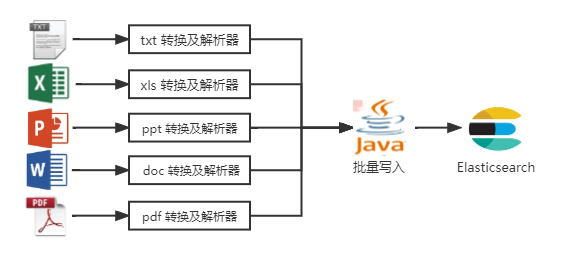 TXT
txt 转换及解析器
X
xls 转换及解析器
P
ppt 转换及解析器
W
doc 转换及解析器
PDF
pdf 转换及解析器
Java
批量写入
Elasticsearch